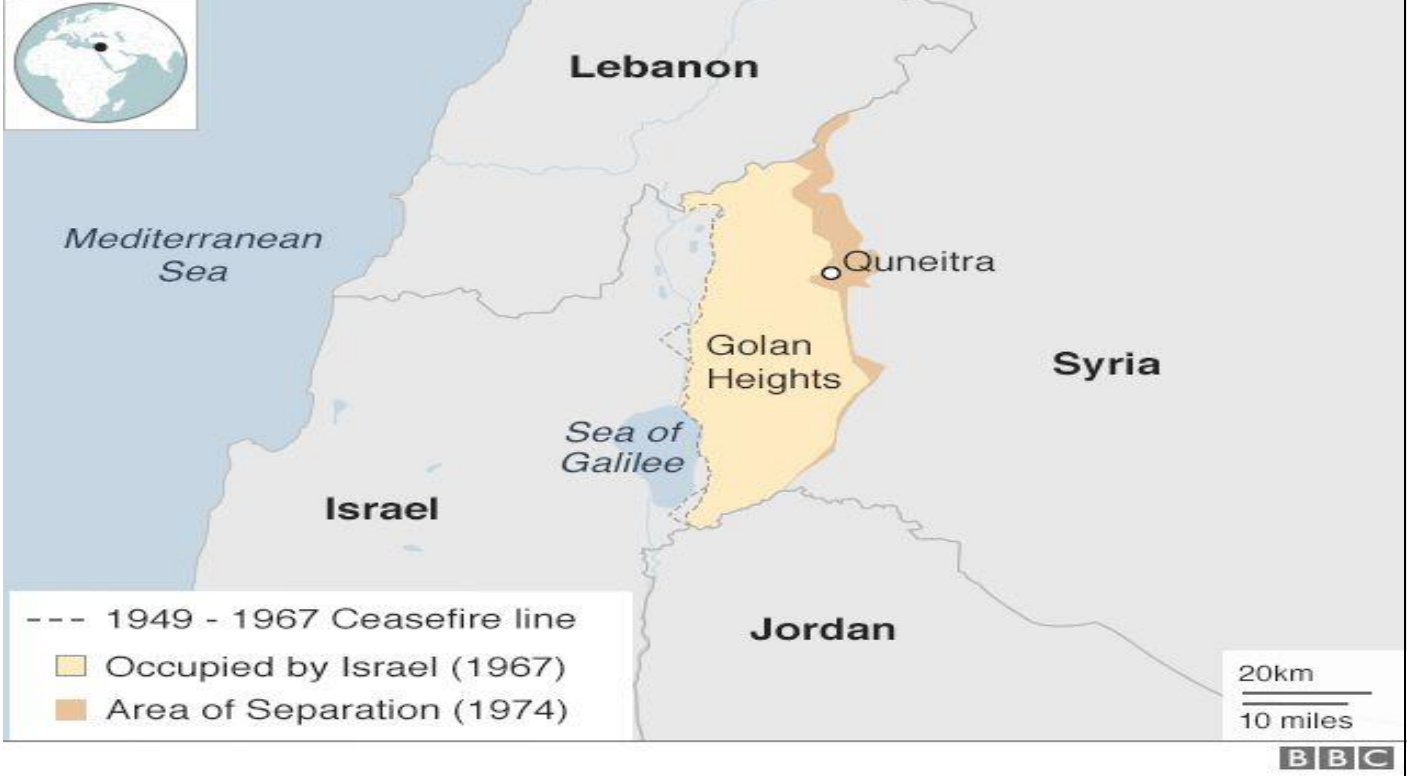 Lebanon
Mediterranean
Sea
Quneitra
Golan
Heights
Syria
Sea of
Galilee
Israel
Jordan
1949 - 1967 Ceasefire line
Occupied by Israel (1967)
Area of Separation (1974)
20km
10 miles
BBC